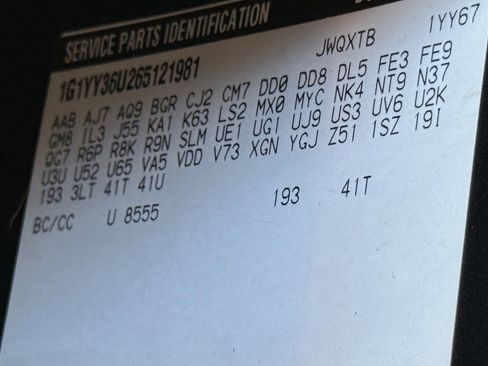 SERVICE PARTS IDENTIFICATION
1G1YY36U265121981 JWQXTB 1YY67
AAB AJ7 AQ9 BGR CJ2 CM7 DD0 DD8 DL5 FE3 FE9
GM6 IL3 J55 KA1 K63 LS2 MX0 MYC NK4 NT9 N37
QG7 R6P R8K R9N SLM UE1 UG1 UJ9 US3 UV6 U2K
U3U U52 U65 VA5 VDD V73 XGN YGJ Z51 1SZ 19I
193 3LT 41T 41U
BC/CC U 8555 193 41T